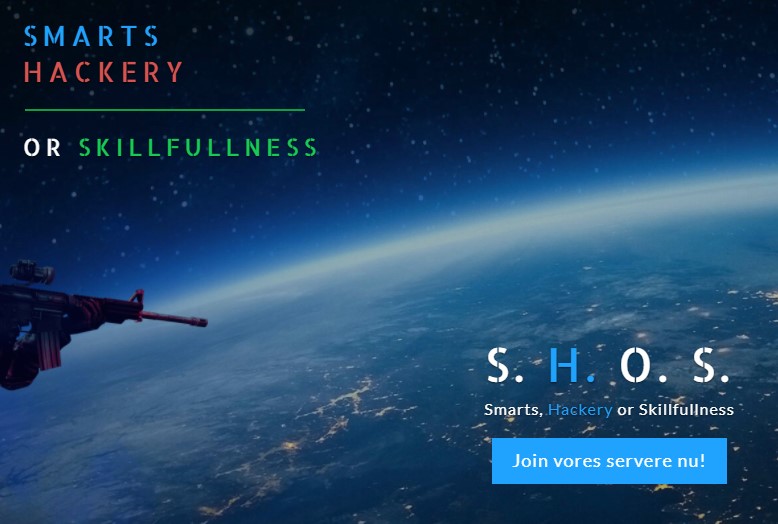 SMARTS
HACKERY
OR SKILLFULLNESS
S. H. O. S.
Smarts, Hackery or Skillfullness
Join vores servere nu!